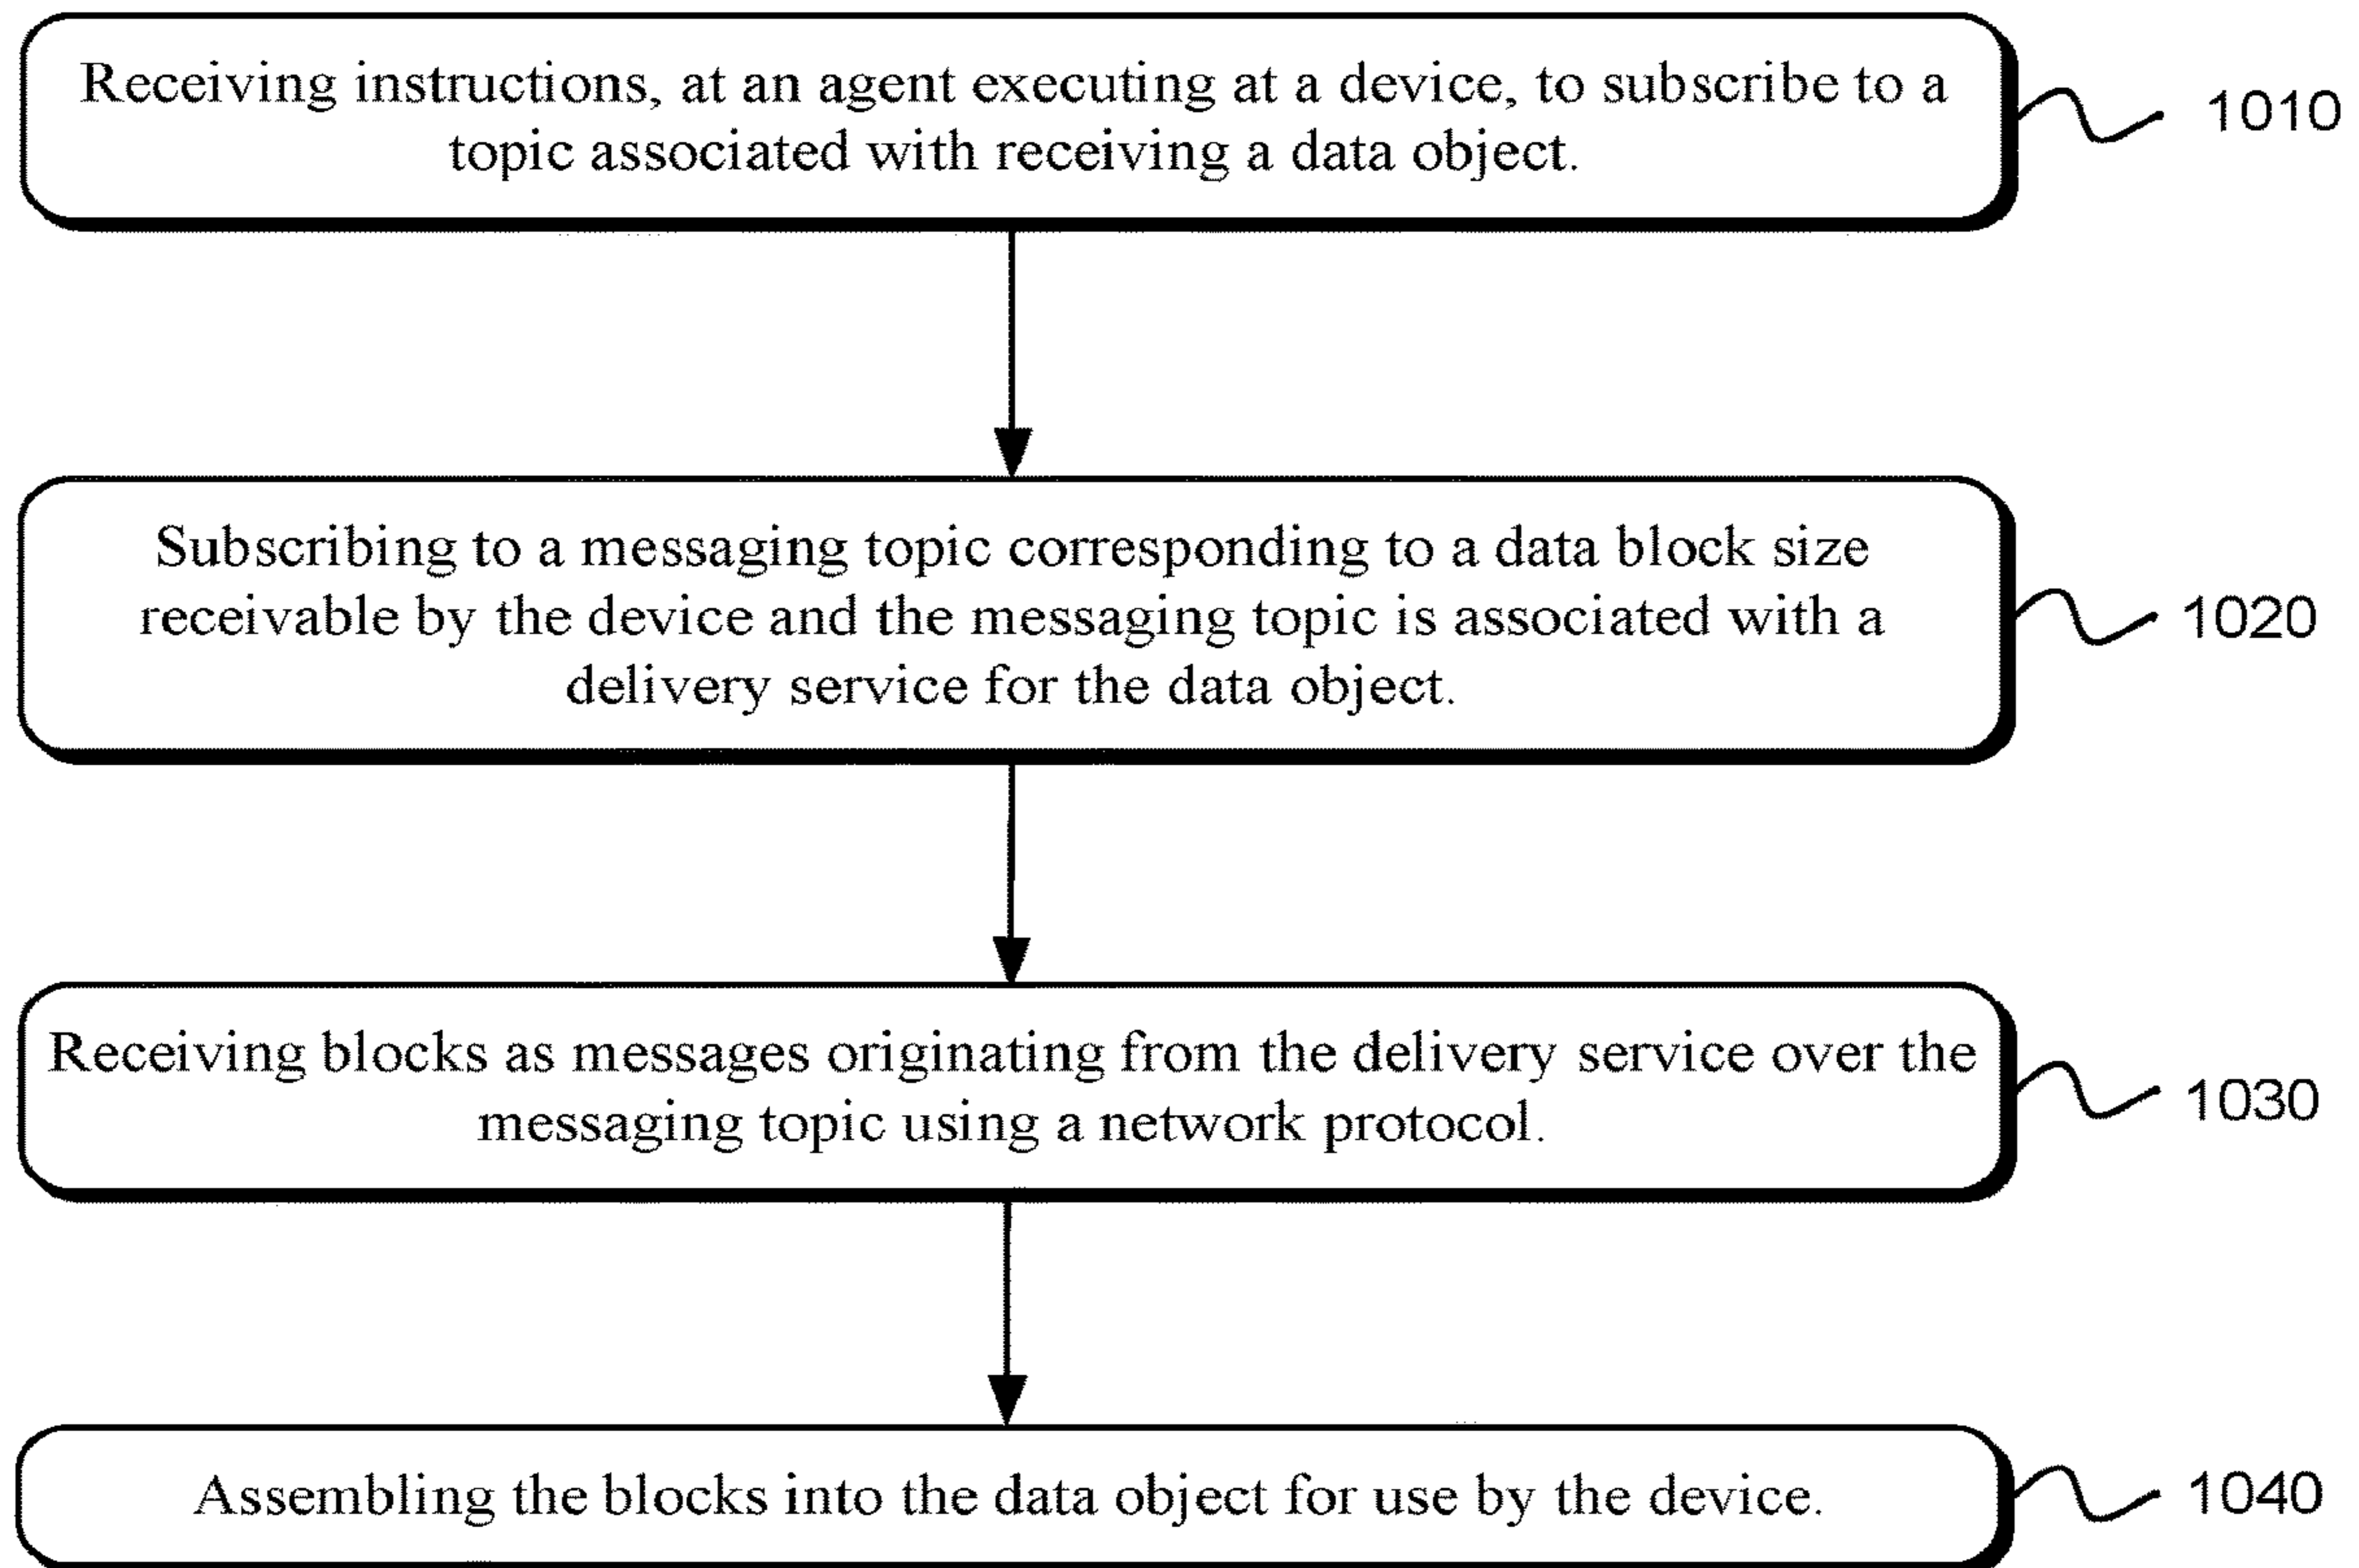 Receiving instructions, at an agent executing at a device, to subscribe to a
topic associated with receiving a data object.
1010
Subscribing to a messaging topic corresponding to a data block size
receivable by the device and the messaging topic is associated with a
delivery service for the data object.
1020
Receiving blocks as messages originating from the delivery service over the
messaging topic using a network protocol.
1030
Assembling the blocks into the data object for use by the device.
1040